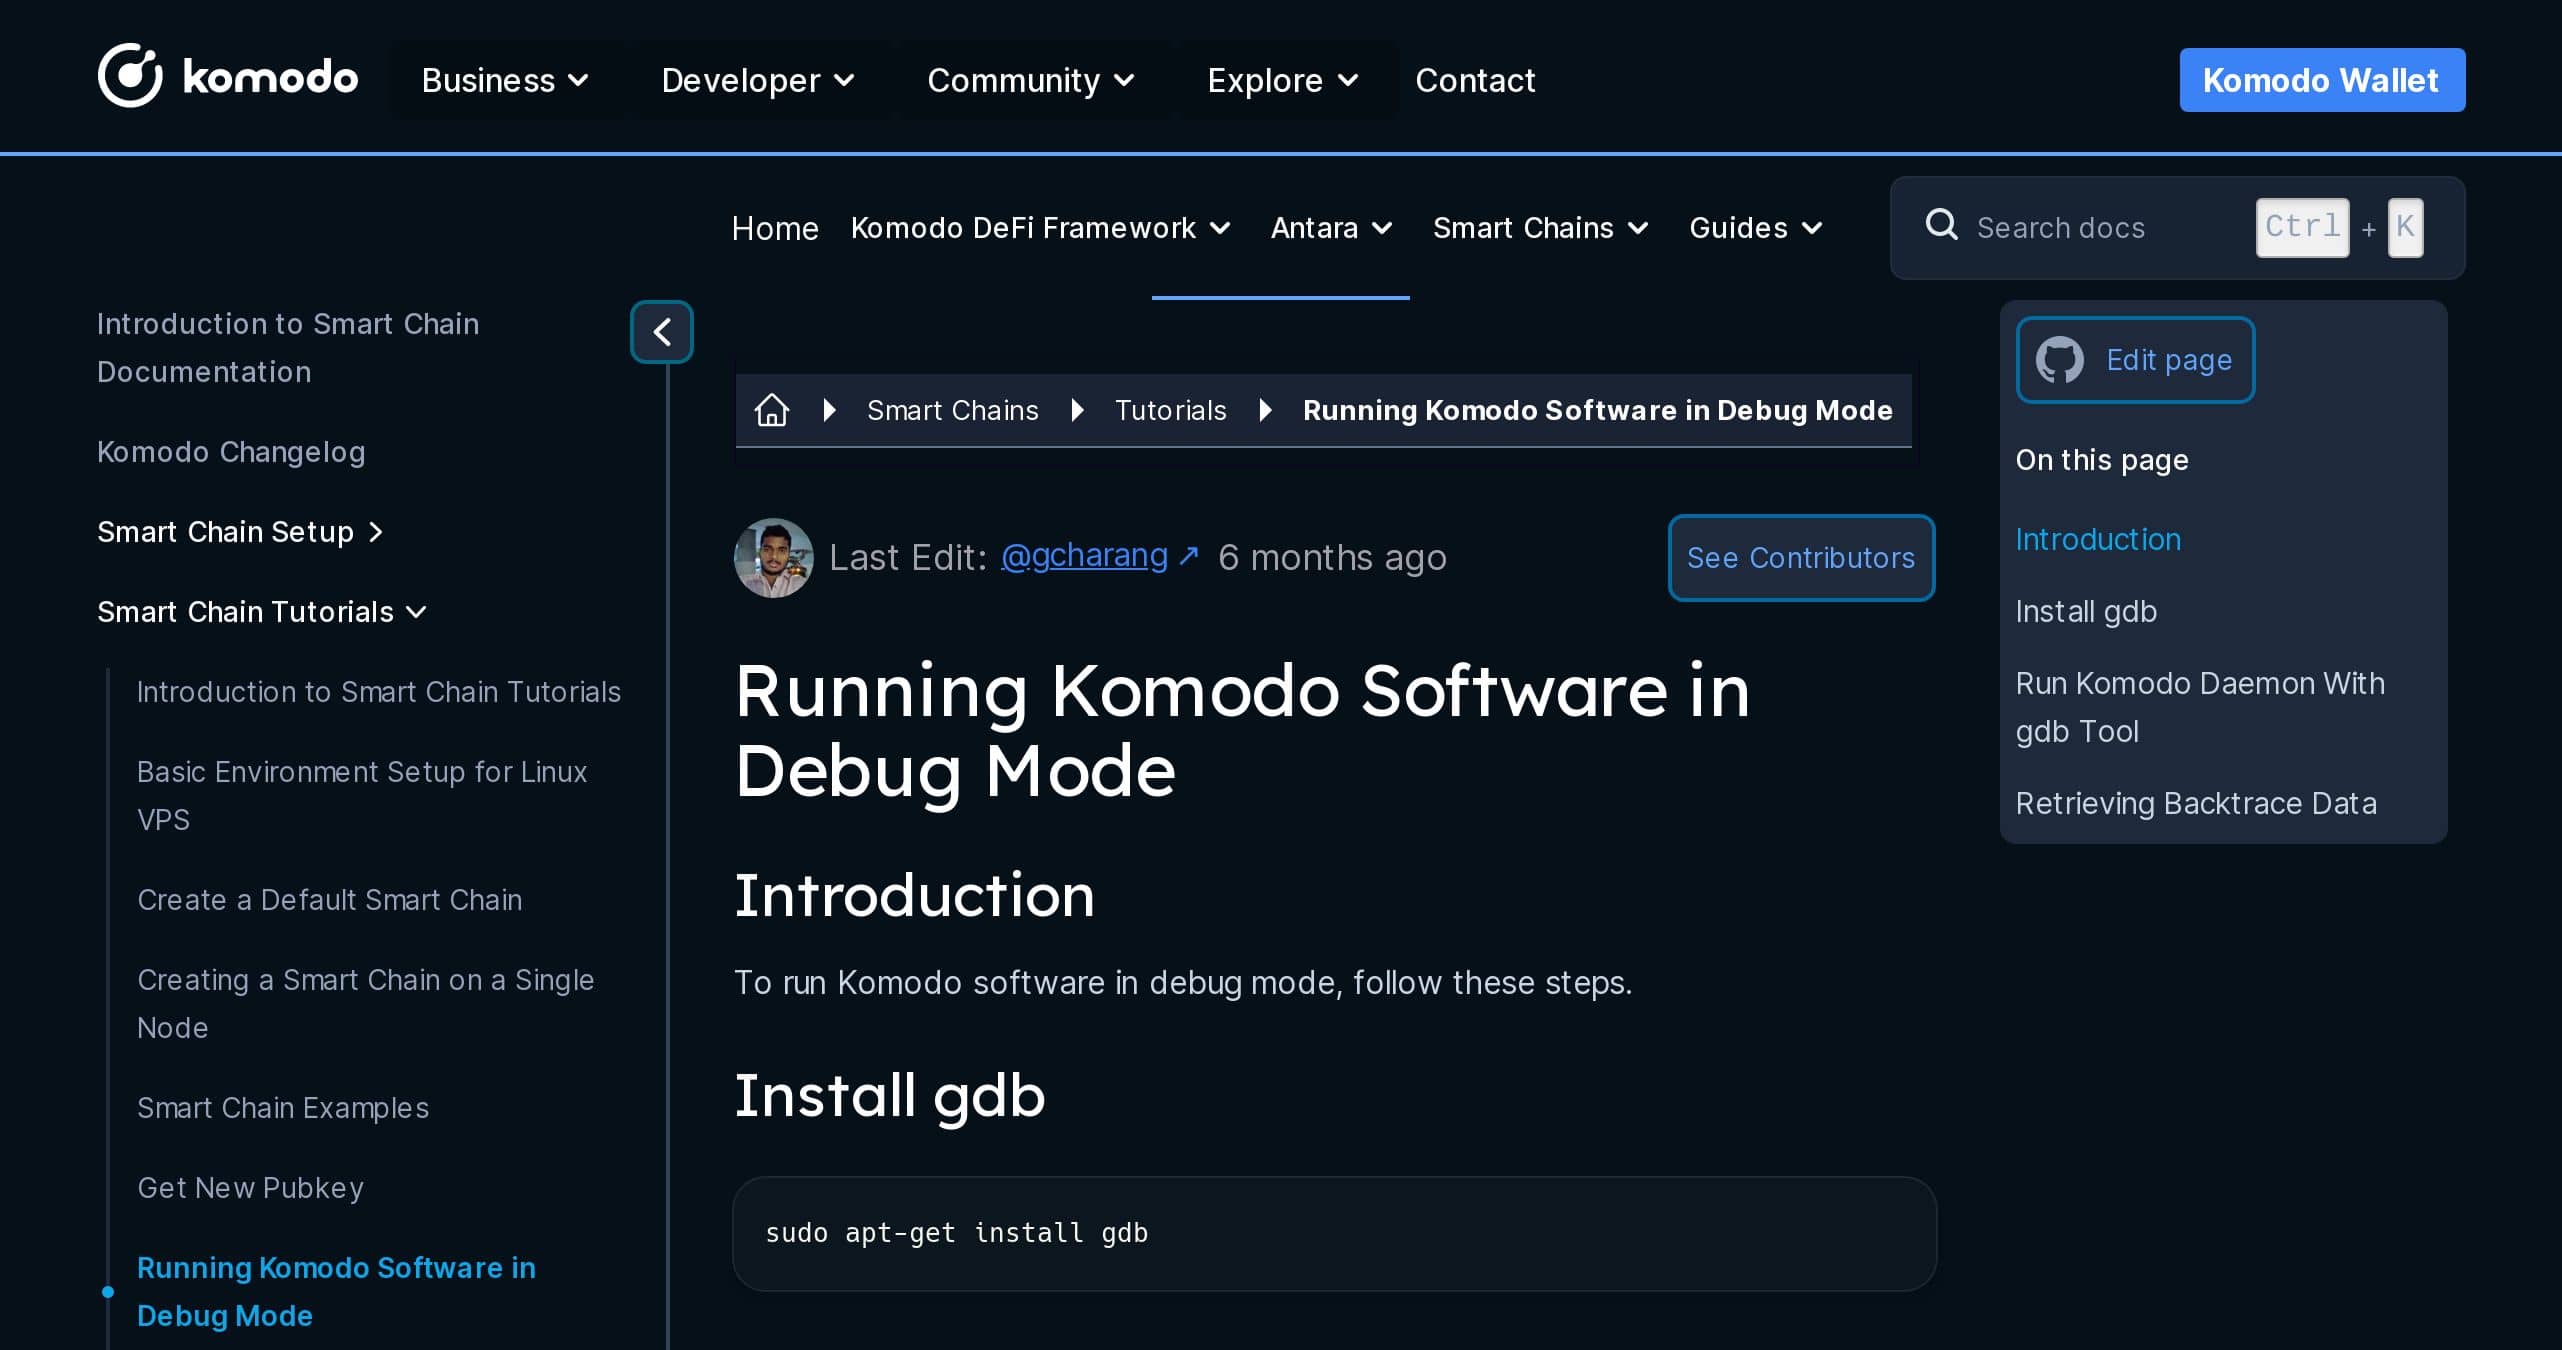 komodo
Business
Developer
Community
Explore
Contact
Komodo Wallet
Home
Komodo DeFi Framework
Antara
Smart Chains
Guides
Search docs
Ctrl + K
Introduction to Smart Chain
Documentation
Komodo Changelog
Smart Chain Setup
Smart Chain Tutorials
Introduction to Smart Chain Tutorials
Basic Environment Setup for Linux
VPS
Create a Default Smart Chain
Creating a Smart Chain on a Single
Node
Smart Chain Examples
Get New Pubkey
Running Komodo Software in
Debug Mode
Smart Chains
Tutorials
Running Komodo Software in Debug Mode
Last Edit: @gcharang ↗ 6 months ago
See Contributors
Running Komodo Software in
Debug Mode
Introduction
To run Komodo software in debug mode, follow these steps.
Install gdb
sudo apt-get install gdb
Edit page
On this page
Introduction
Install gdb
Run Komodo Daemon With
gdb Tool
Retrieving Backtrace Data